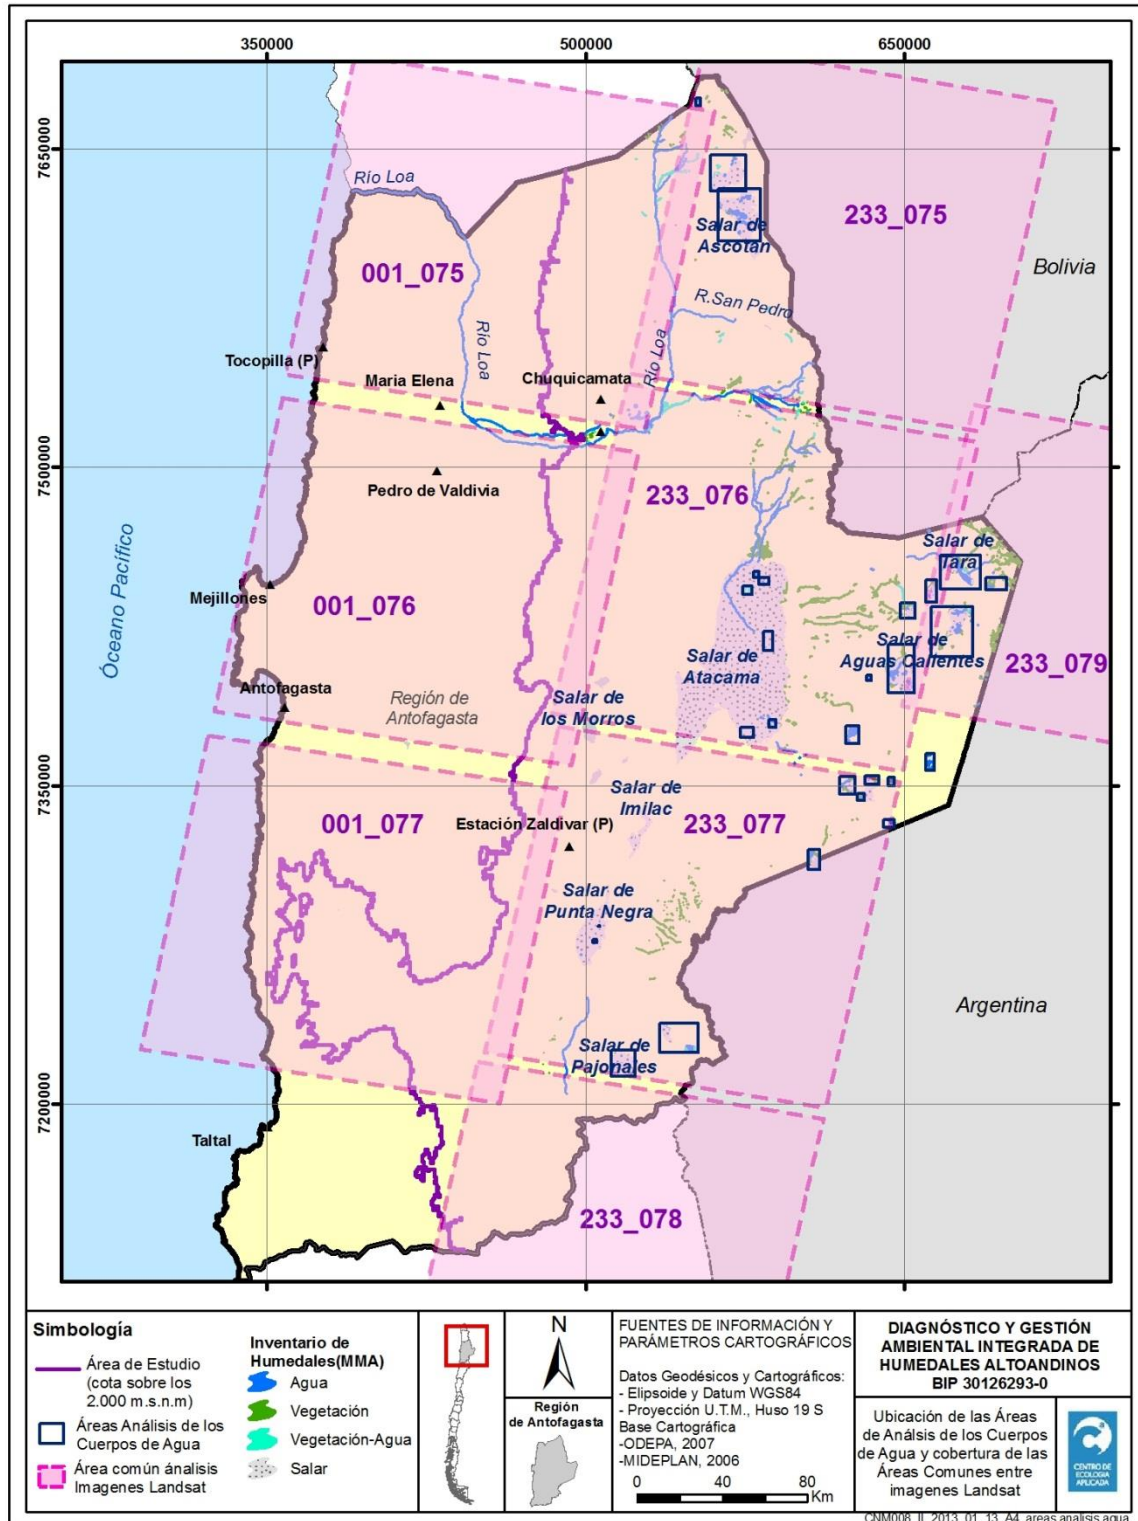 350000
500000
650000
7650000
7500000
7350000
7200000
Río Loa
001_075
233_075
Salar de
Ascotán
Bolivia
R.San Pedro
Río Loa
Río Loa
Tocopilla (P)
Maria Elena
Chuquicamata
Pedro de Valdivia
233_076
Óceano Pacífico
Salar de
Tara
Mejillones
001_076
Salar de
Aguas Calientes
Salar de
Atacama
233_079
Antofagasta
Región de
Antofagasta
Salar de
los Morros
Salar de
Imilac
001_077
Estación Zaldivar (P)
233_077
Salar de
Punta Negra
Argentina
Salar de
Pajonales
Taltal
233_078
Simbología
Área de Estudio
(cota sobre los
2.000 m.s.n.m)
Áreas Análisis de los
Cuerpos de Agua
Área común ánalisis
Imagenes Landsat
Inventario de
Humedales(MMA)
Agua
Vegetación
Vegetación-Agua
Salar
N
Región
de Antofagasta
FUENTES DE INFORMACIÓN Y
PARÁMETROS CARTOGRÁFICOS
Datos Geodésicos y Cartográficos:
- Elipsoide y Datum WGS84
- Proyección U.T.M., Huso 19 S
Base Cartográfica
-ODEPA, 2007
-MIDEPLAN, 2006
0 40 80
Km
DIAGNÓSTICO Y GESTIÓN
AMBIENTAL INTEGRADA DE
HUMEDALES ALTOANDINOS
BIP 30126293-0
Ubicación de las Áreas
de Análsis de los Cuerpos
de Agua y cobertura de las
Áreas Comunes entre
imagenes Landsat
CENTRO DE
ECOLOGÍA
APLICADA
CNM008_II_2013_01_13_A4_areas analisis agua